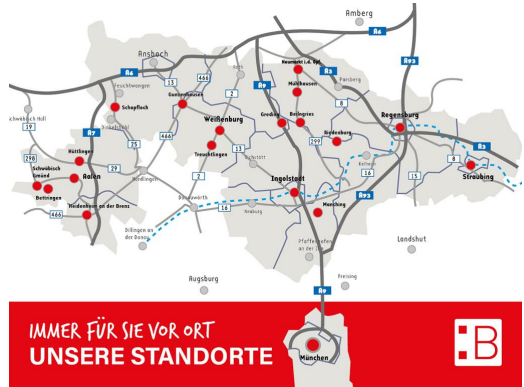 Amberg
A6
Ansbach
A6
A93
Neumarkt i.d. Opf.
A3
466
Roth
13
A9
Parsberg
Feuchtwangen
Gunzenhausen
Mühlhausen
2
8
Schopfloch
Weißenburg
Greding
Beilngries
Regensburg
Schwäbisch Hall
19
Dinkelsbühl
A7
466
Riedenburg
299
75
Treuchtlingen
13
A3
Hüttlingen
298
Eichstätt
Kelheim
8
Schwäbisch
Gmünd
29
Aalen
Nördlingen
2
Ingolstadt
16
15
Straubing
Bettringen
Donauwörth
A93
Heidenheim an der Brenz
16
Neuburg
Manching
466
Dillingen an
der Donau
Pfaffenhofen
an der Ilm
Landshut
Augsburg
Freising
A9
IMMER FÜR SIE VOR ORT
UNSERE STANDORTE
München
:B